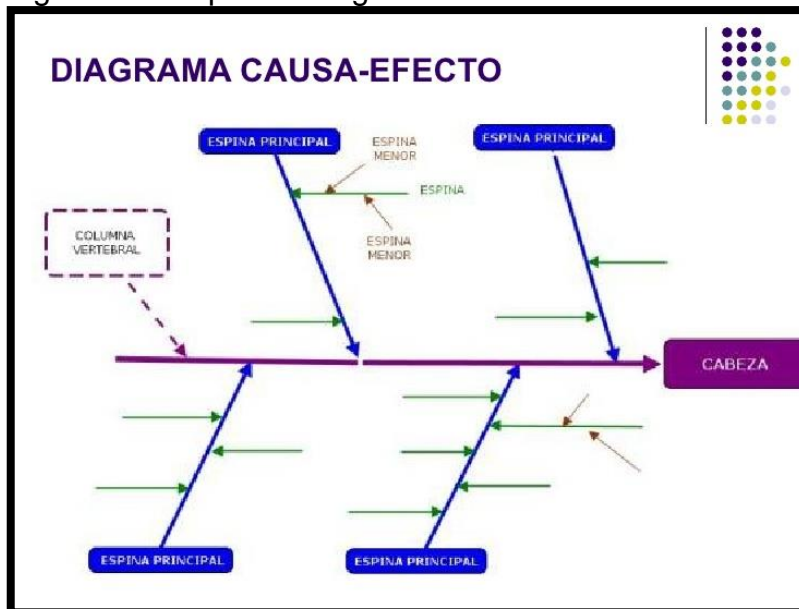 DIAGRAMA CAUSA-EFECTO
ESPINA PRINCIPAL
ESPINA
MENOR
ESPINA PRINCIPAL
ESPINA
COLUMNA
VERTEBRAL
ESPINA
MENOR
CABEZA
ESPINA PRINCIPAL
ESPINA PRINCIPAL